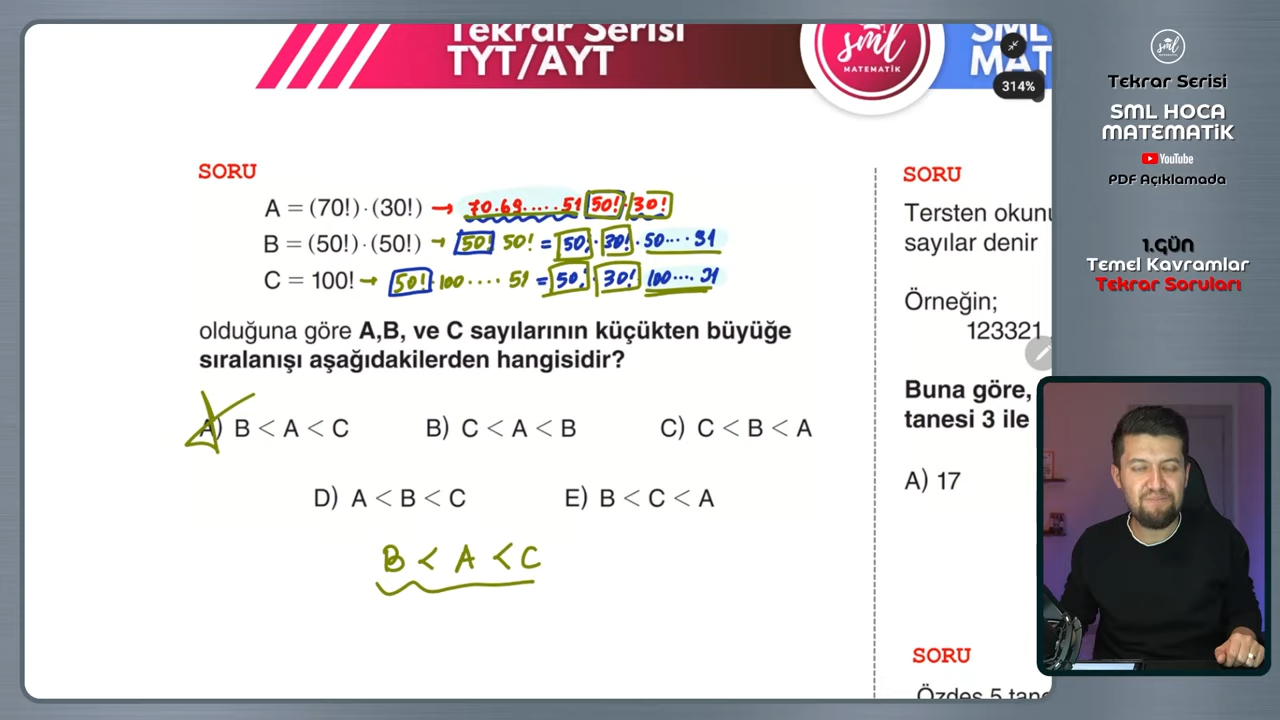 Tekrar Serisi
TYT/AYT
sml
MATEMATİK
SML
MAT
314%
SORU
A = (70!)·(30!) → 70.69.....51 50! · 30!
B = (50!)·(50!) → 50! 50! = 50! · 30! · 50...31
C = 100! → 50! · 100 .... 51 = 50! · 30! 100....31
olduğuna göre A,B, ve C sayılarının küçükten büyüğe
sıralanışı aşağıdakilerden hangisidir?
A) B < A < C
B) C < A < B
C) C < B < A
D) A < B < C
E) B < C < A
B < A < C
SORU
Tersten okunu
sayılar denir
Örneğin;
123321
Buna göre,
tanesi 3 ile
A) 17
SORU
Özdeş 5 tane
sml
Tekrar Serisi
SML HOCA
MATEMATİK
YouTube
PDF Açıklamada
1.GÜN
Temel Kavramlar
Tekrar Soruları